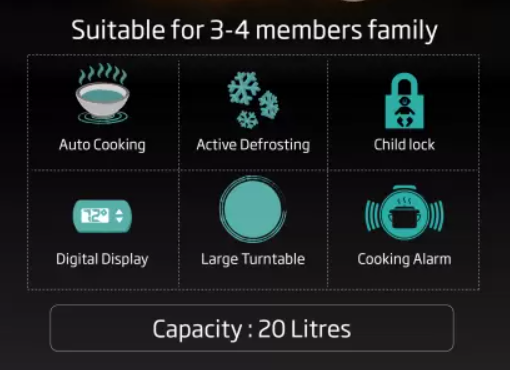 Suitable for 3-4 members family
Auto Cooking
Active Defrosting
Child lock
72°
Digital Display
Large Turntable
Cooking Alarm
Capacity : 20 Litres